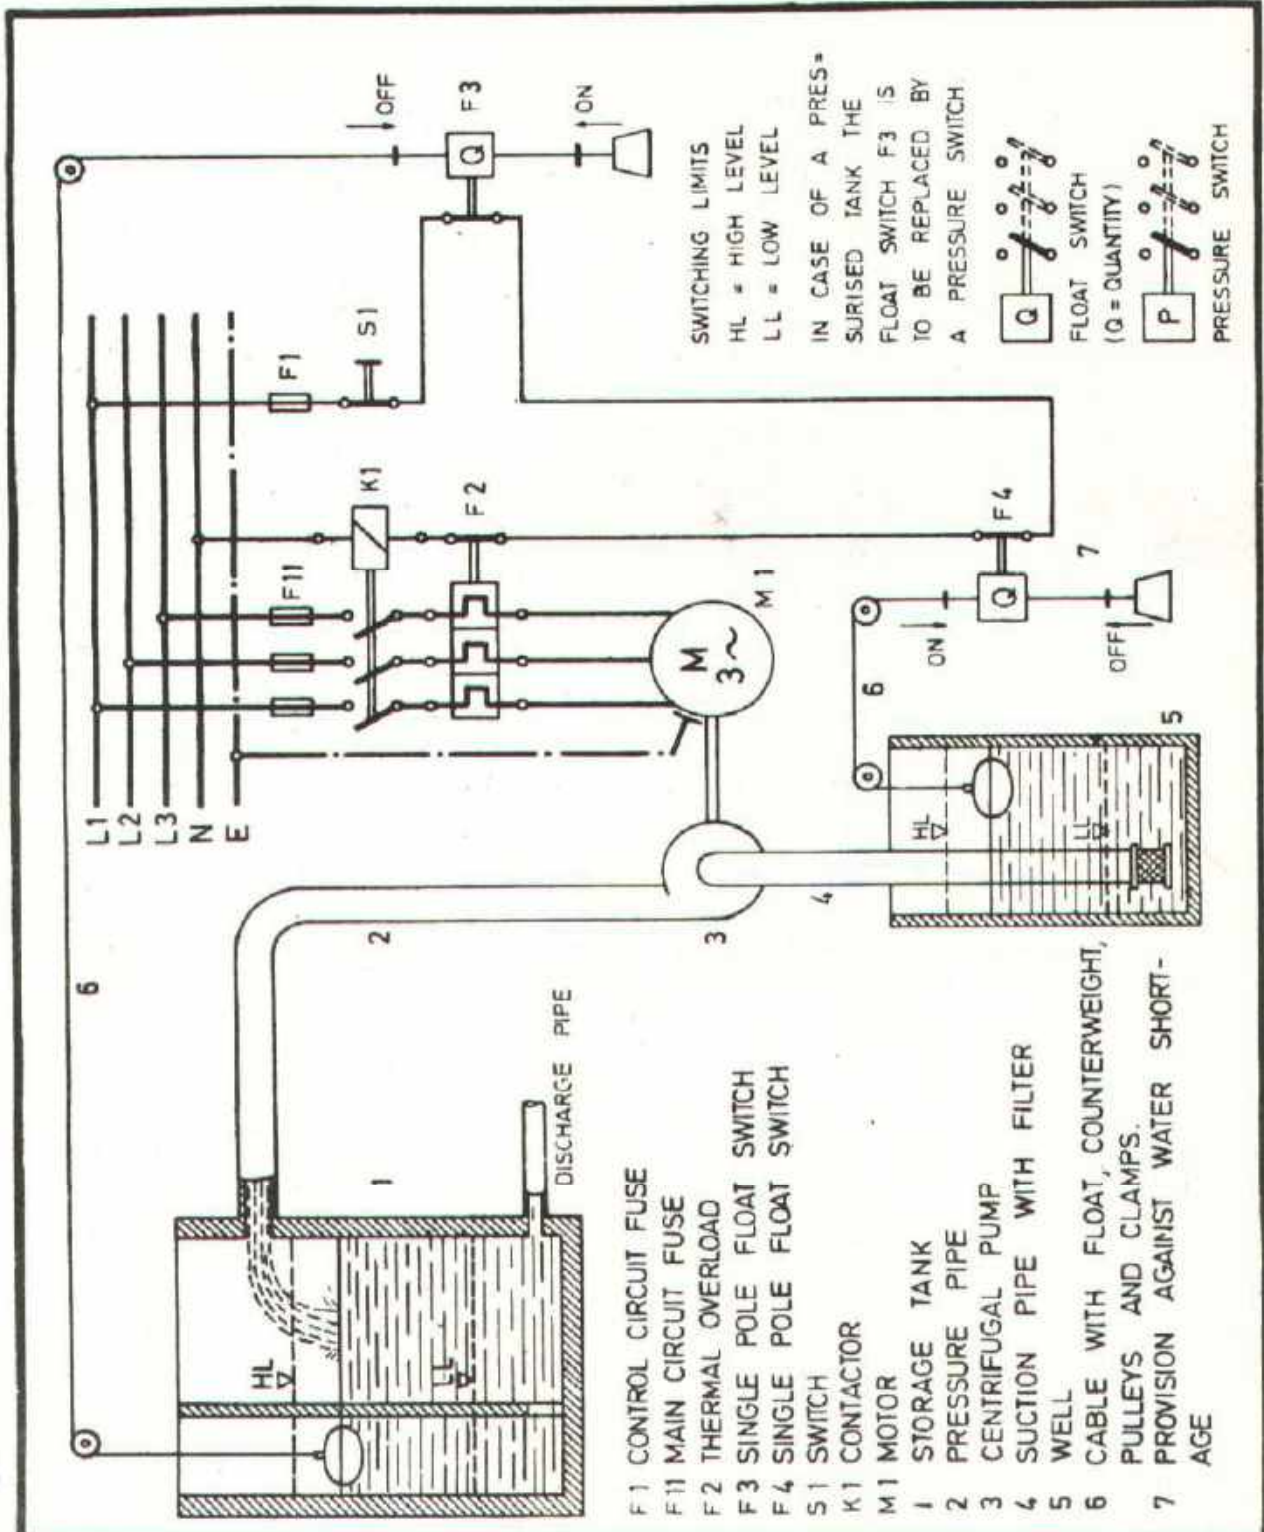 6
L1
L2
L3
N
E
F11
K1
F2
F1
S1
OFF
Q
F3
ON
M
3~
M1
2
3
1
HL
LL
DISCHARGE PIPE
4
HL
LL
5
6
ON
Q
F4
OFF
7
SWITCHING LIMITS
HL = HIGH LEVEL
LL = LOW LEVEL
IN CASE OF A PRES=
SURISED TANK THE
FLOAT SWITCH F3 IS
TO BE REPLACED BY
A PRESSURE SWITCH
Q
FLOAT SWITCH
(Q = QUANTITY)
P
PRESSURE SWITCH
F1 CONTROL CIRCUIT FUSE
F11 MAIN CIRCUIT FUSE
F2 THERMAL OVERLOAD
F3 SINGLE POLE FLOAT SWITCH
F4 SINGLE POLE FLOAT SWITCH
S1 SWITCH
K1 CONTACTOR
M1 MOTOR
1 STORAGE TANK
2 PRESSURE PIPE
3 CENTRIFUGAL PUMP
4 SUCTION PIPE WITH FILTER
5 WELL
6 CABLE WITH FLOAT, COUNTERWEIGHT,
PULLEYS AND CLAMPS.
7 PROVISION AGAINST WATER SHORT-
AGE